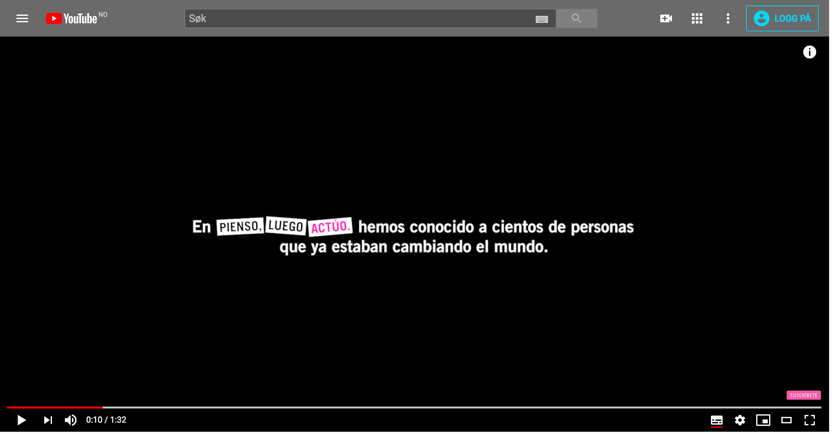 YouTube NO
Søk
LOGG PÅ
En PIENSO, LUEGO ACTÚO. hemos conocido a cientos de personas
que ya estaban cambiando el mundo.
SUSCRÍBETE
0:10 / 1:32